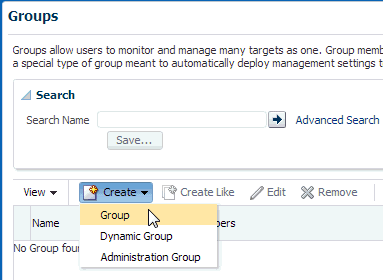 Groups
Groups allow users to monitor and manage many targets as one. Group memb
a special type of group meant to automatically deploy management settings t
Search
Search Name
Advanced Search
Save...
View
Create
Create Like
Edit
Remove
Name
bers
Group
Dynamic Group
Administration Group
No Group four